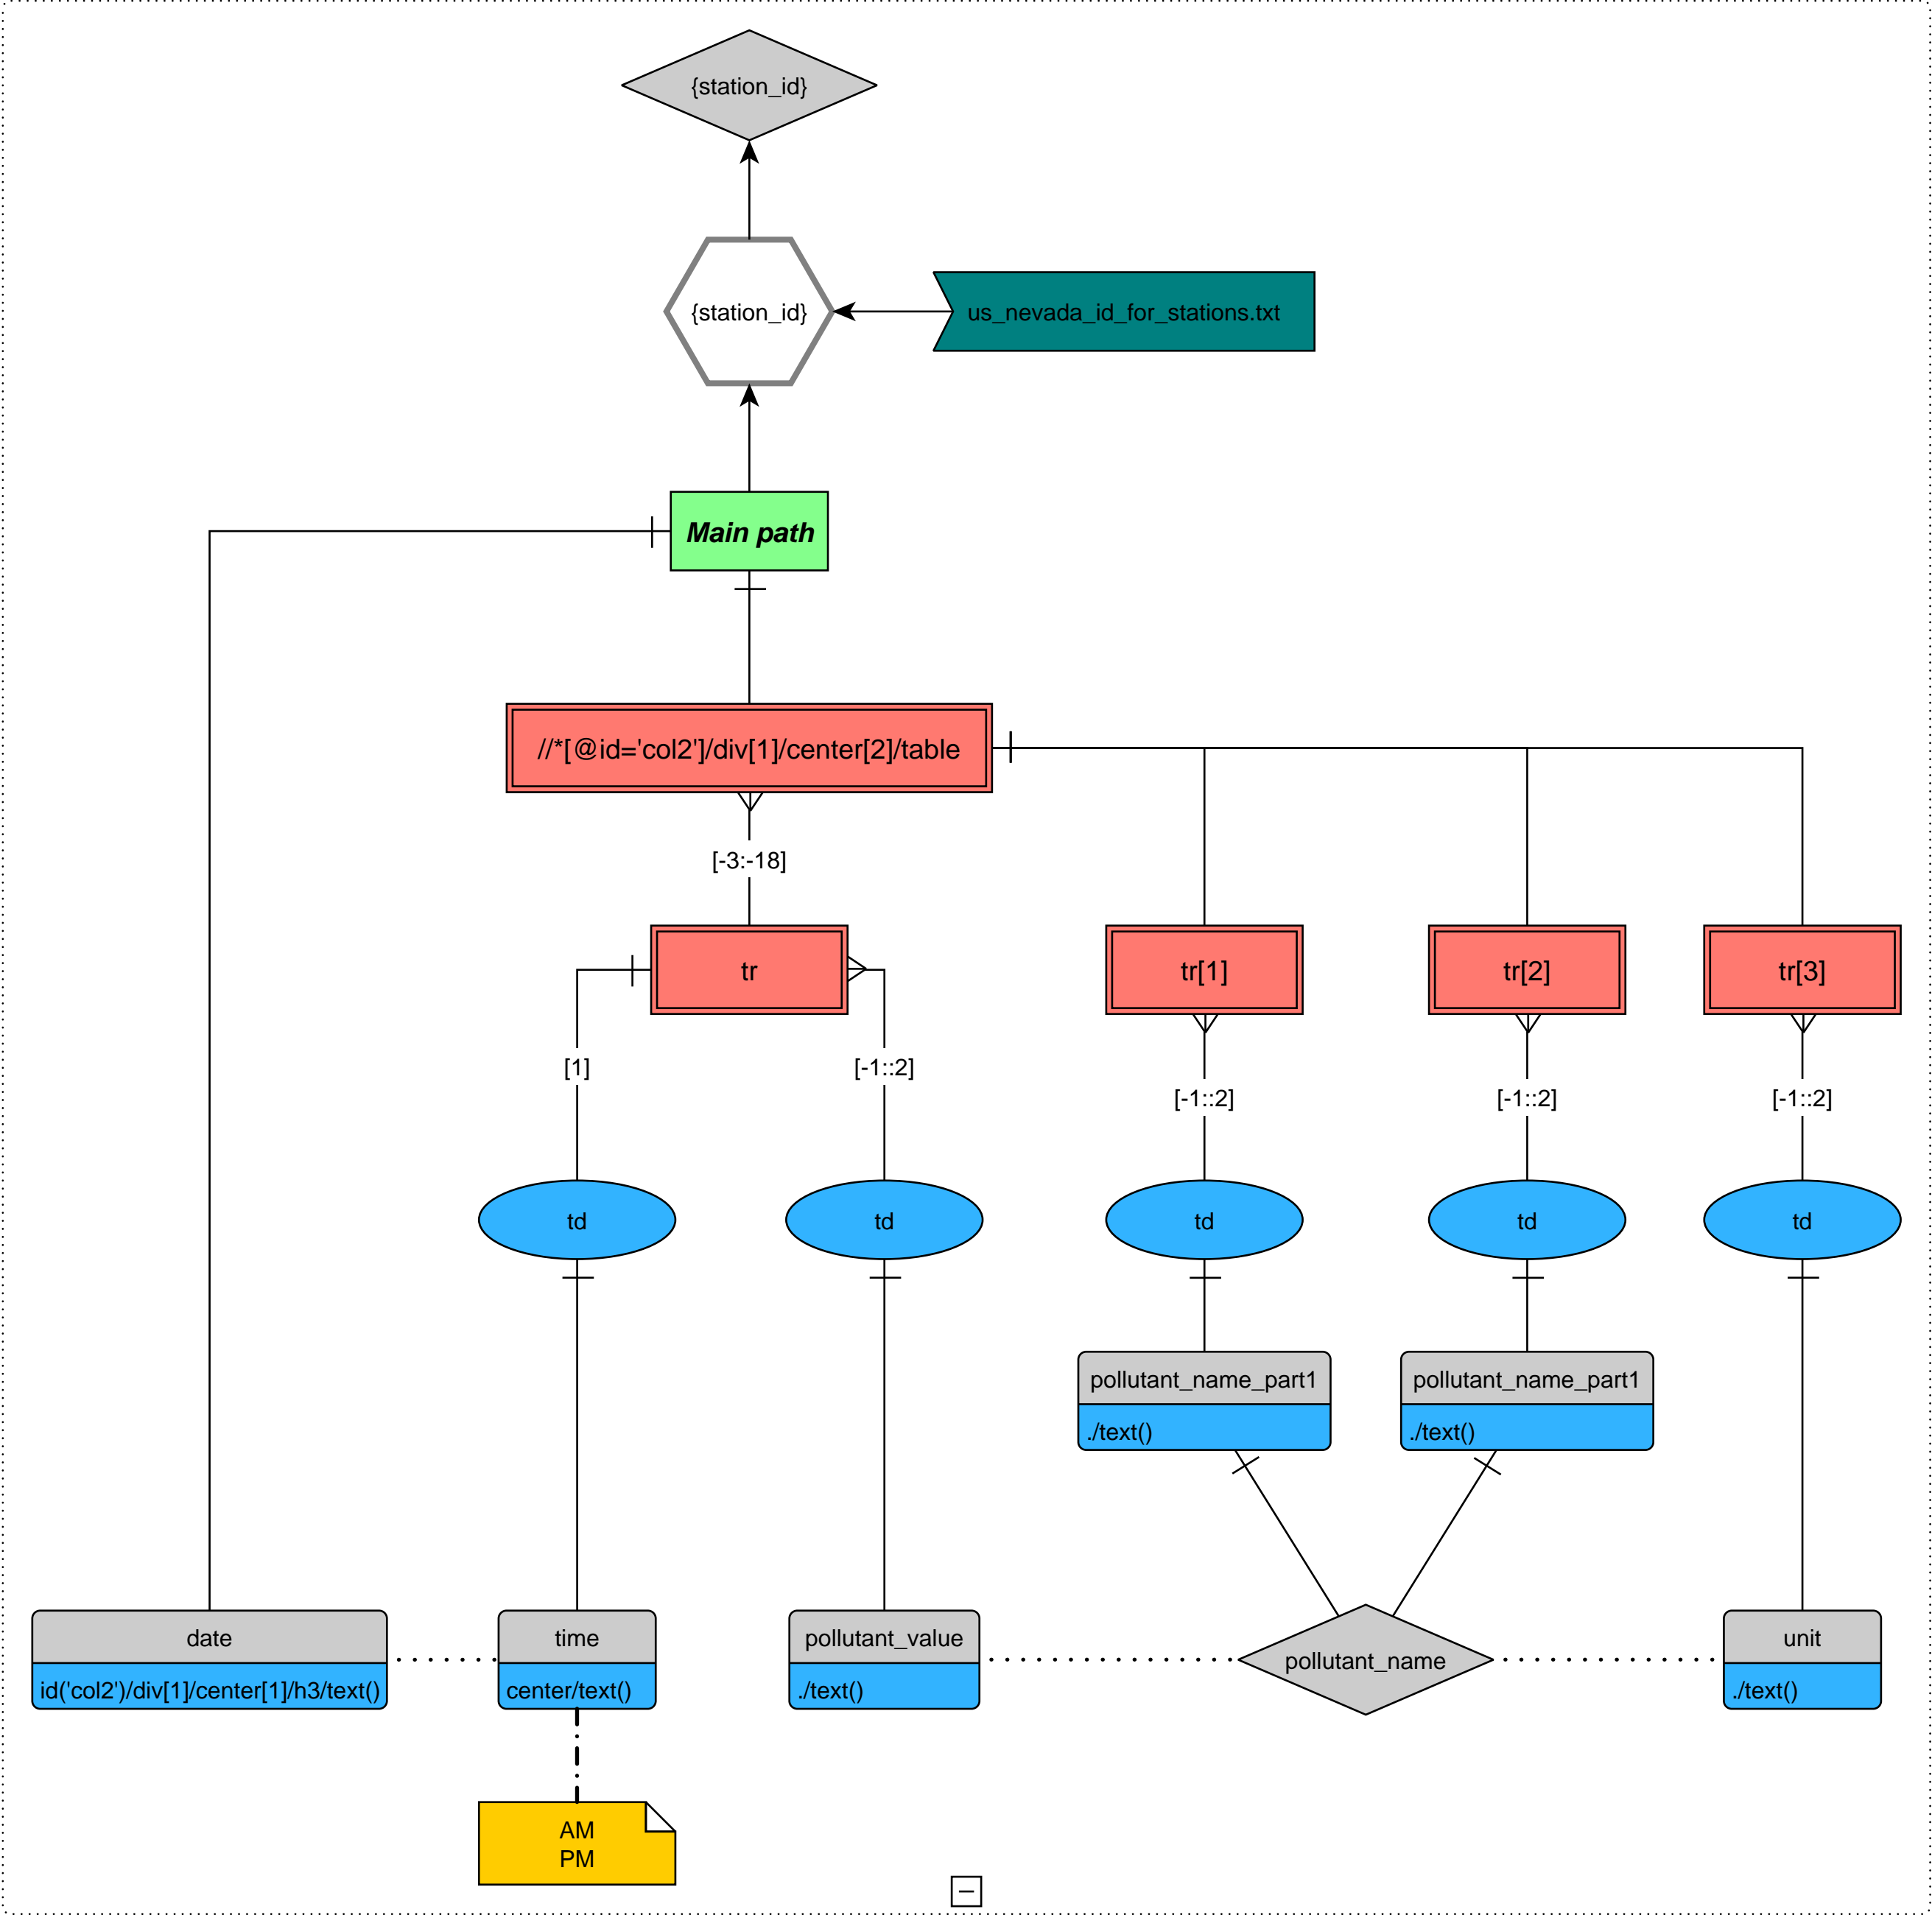 {station_id}
{station_id}
us_nevada_id_for_stations.txt
Main path
//*[@id='col2']/div[1]/center[2]/table
[-3:-18]
tr
tr[1]
tr[2]
tr[3]
[1]
[-1::2]
[-1::2]
[-1::2]
[-1::2]
td
td
td
td
td
pollutant_name_part1
./text()
pollutant_name_part1
./text()
date
id('col2')/div[1]/center[1]/h3/text()
time
center/text()
pollutant_value
./text()
pollutant_name
unit
./text()
AM
PM